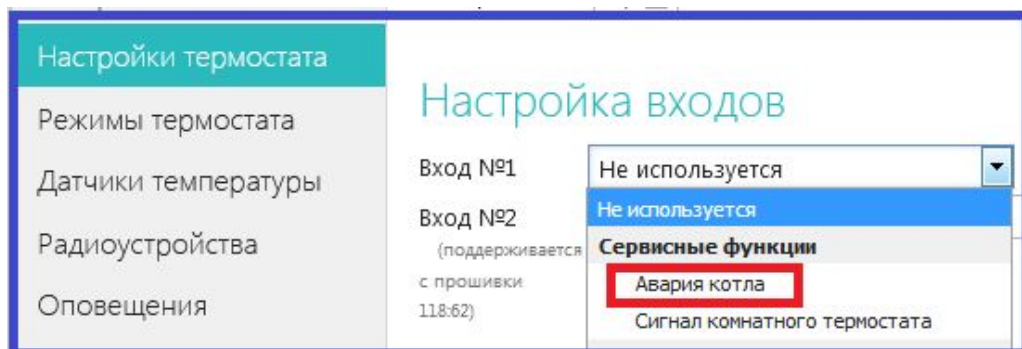 Настройки термостата
Режимы термостата
Датчики температуры
Радиоустройства
Оповещения
Настройка входов
Вход №1 Не используется
Вход №2 Не используется
(поддерживается Сервисные функции
с прошивки Авария котла
118:62) Сигнал комнатного термостата